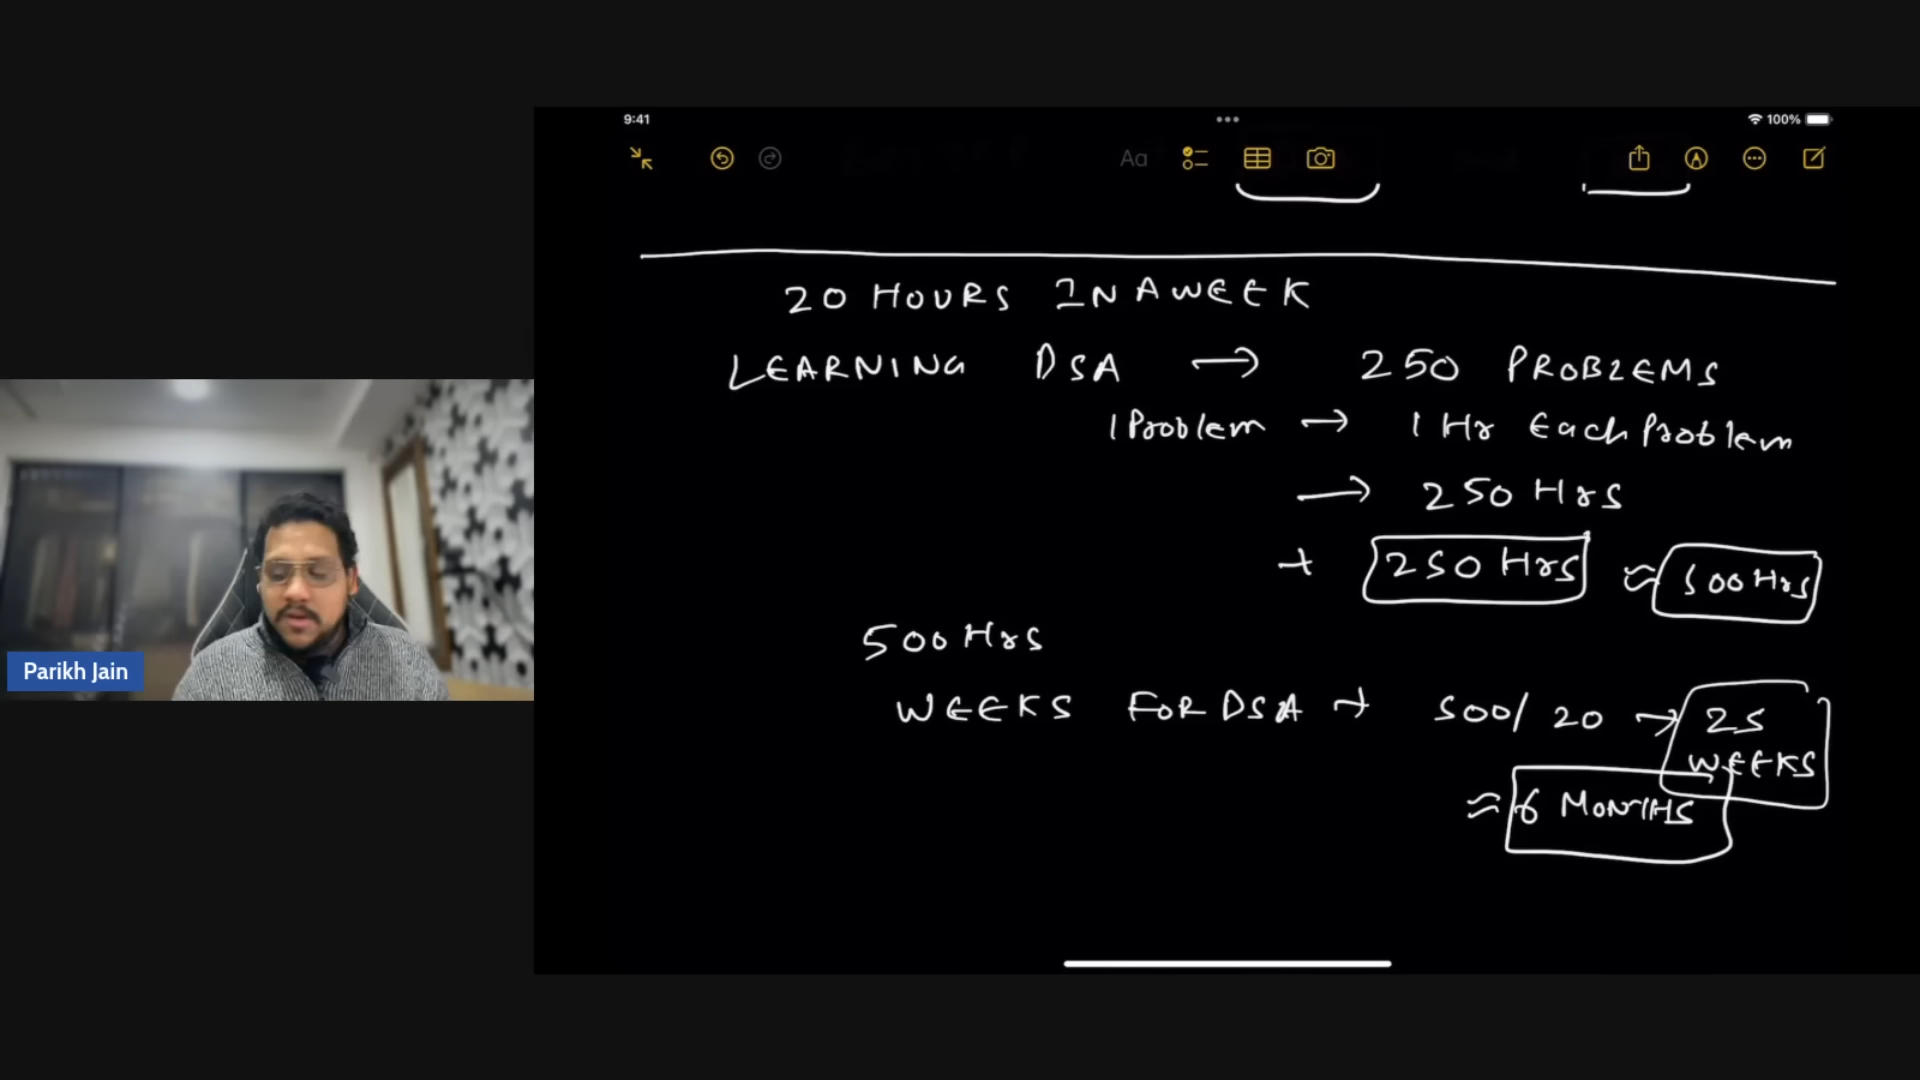 9:41
100%
Aa
20 HOURS IN A WEEK
LEARNING DSA → 250 PROBLEMS
1 Problem → 1 Hr Each Problem
→ 250 Hrs
+ 250 Hrs ≈ 500 Hrs
500 Hrs
WEEKS FOR DSA → 500/20 → 25
WEEKS
≈ 6 MONTHS
Parikh Jain